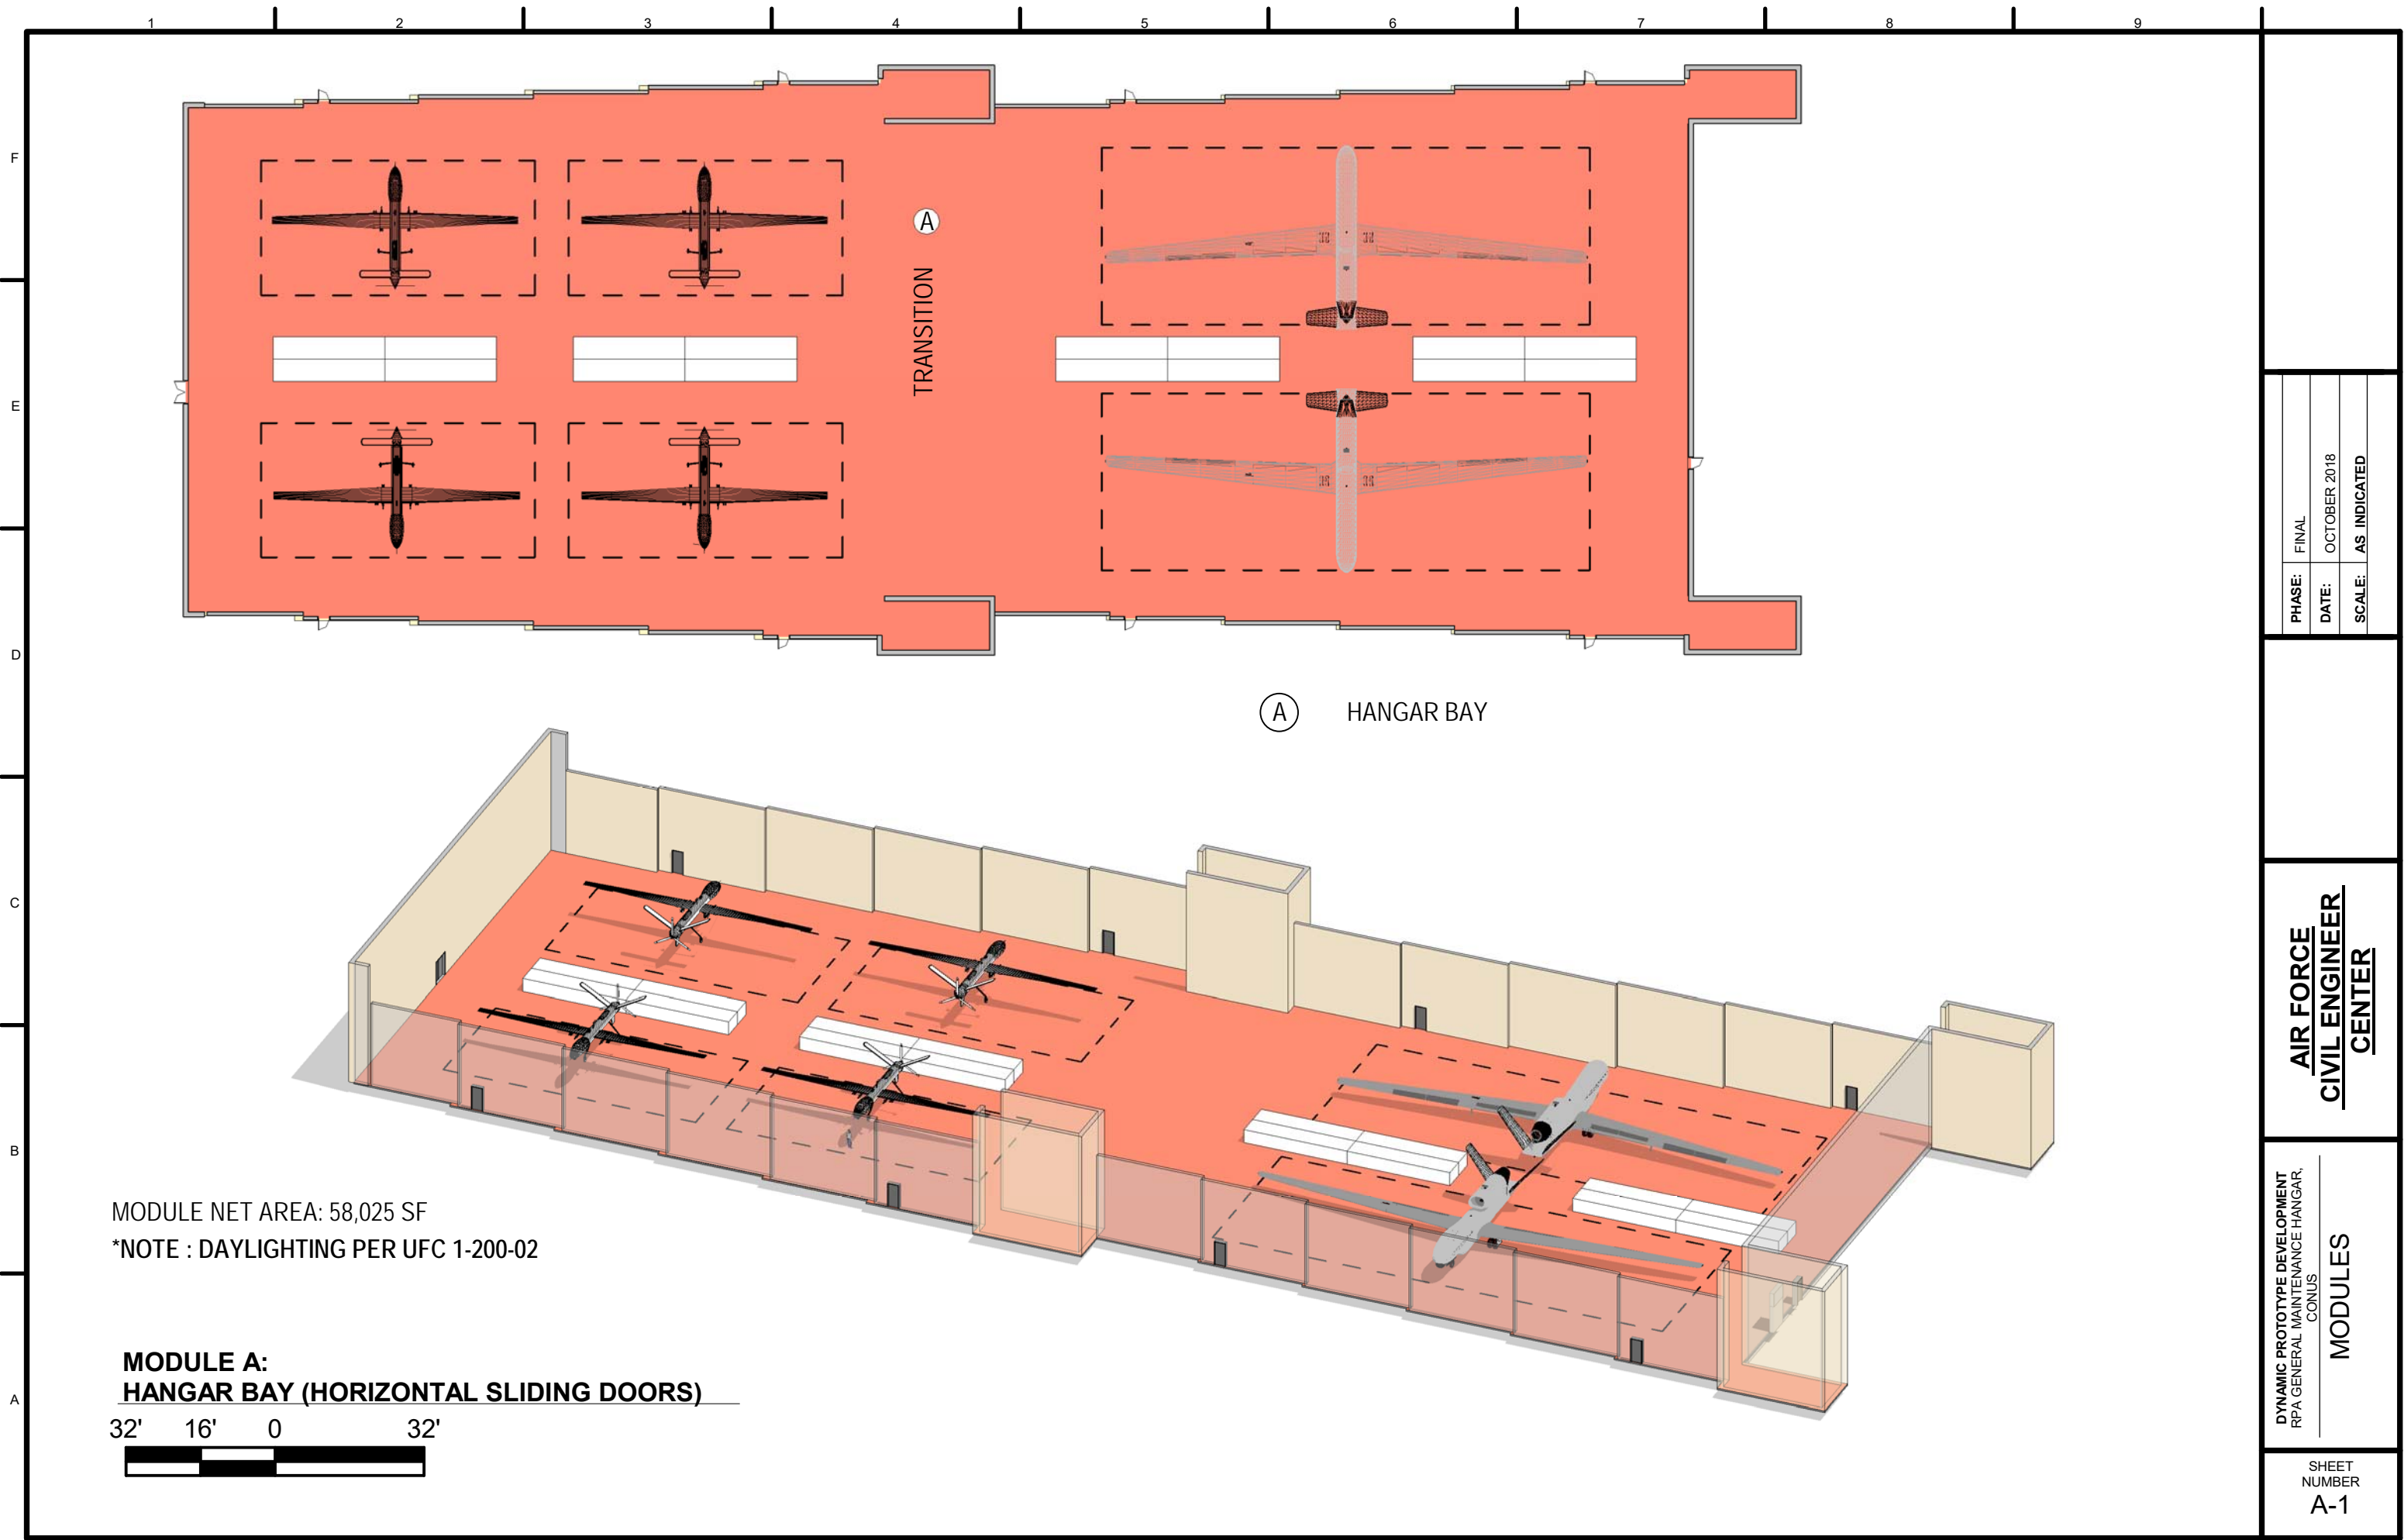 1 2 3 4 5 6 7 8 9
F
E
D
C
B
A
A
TRANSITION
A HANGAR BAY
MODULE NET AREA: 58,025 SF
*NOTE : DAYLIGHTING PER UFC 1-200-02
MODULE A:
HANGAR BAY (HORIZONTAL SLIDING DOORS)
32' 16' 0 32'
PHASE: FINAL
DATE: OCTOBER 2018
SCALE: AS INDICATED
AIR FORCE
CIVIL ENGINEER
CENTER
DYNAMIC PROTOTYPE DEVELOPMENT
RPA GENERAL MAINTENANCE HANGAR,
CONUS
MODULES
SHEET
NUMBER
A-1